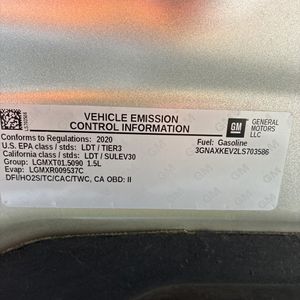 VEHICLE EMISSION
CONTROL INFORMATION
GM
GENERAL
MOTORS
LLC
Conforms to Regulations: 2020
U.S. EPA class / stds: LDT / TIER3
California class / stds: LDT / SULEV30
Group: LGMXT01.5090 1.5L
Evap: LGMXR009537C
DFI/HO2S/TC/CAC/TWC, CA OBD: II
Fuel: Gasoline
3GNAXKEV2LS703586